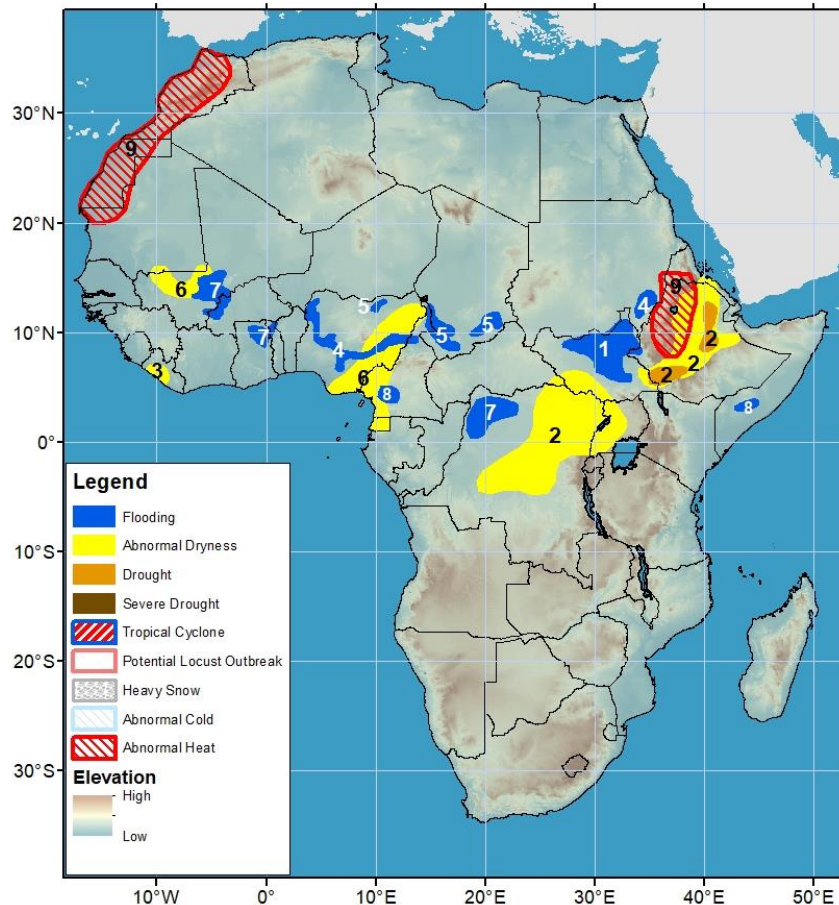 30°N
20°N
10°N
0°
10°S
20°S
30°S
9
9
6
7
5
4
7
5
5
1
2
4
3
6
8
7
2
2
2
8
Legend
Flooding
Abnormal Dryness
Drought
Severe Drought
Tropical Cyclone
Potential Locust Outbreak
Heavy Snow
Abnormal Cold
Abnormal Heat
Elevation
High
Low
10°W
0°
10°E
20°E
30°E
40°E
50°E